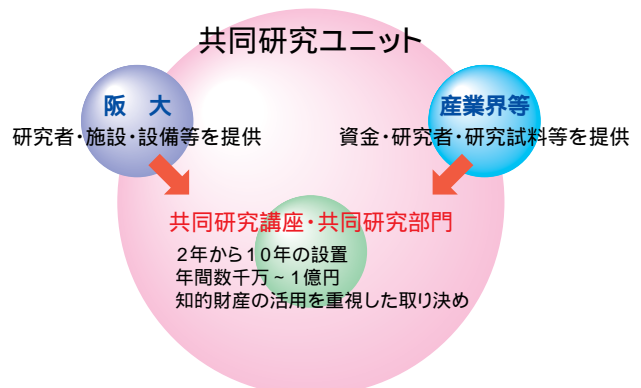 共同研究ユニット
阪　大
研究者・施設・設備等を提供
産業界等
資金・研究者・研究試料等を提供
共同研究講座・共同研究部門
2年から10年の設置
年間数千万~1億円
知的財産の活用を重視した取り決め